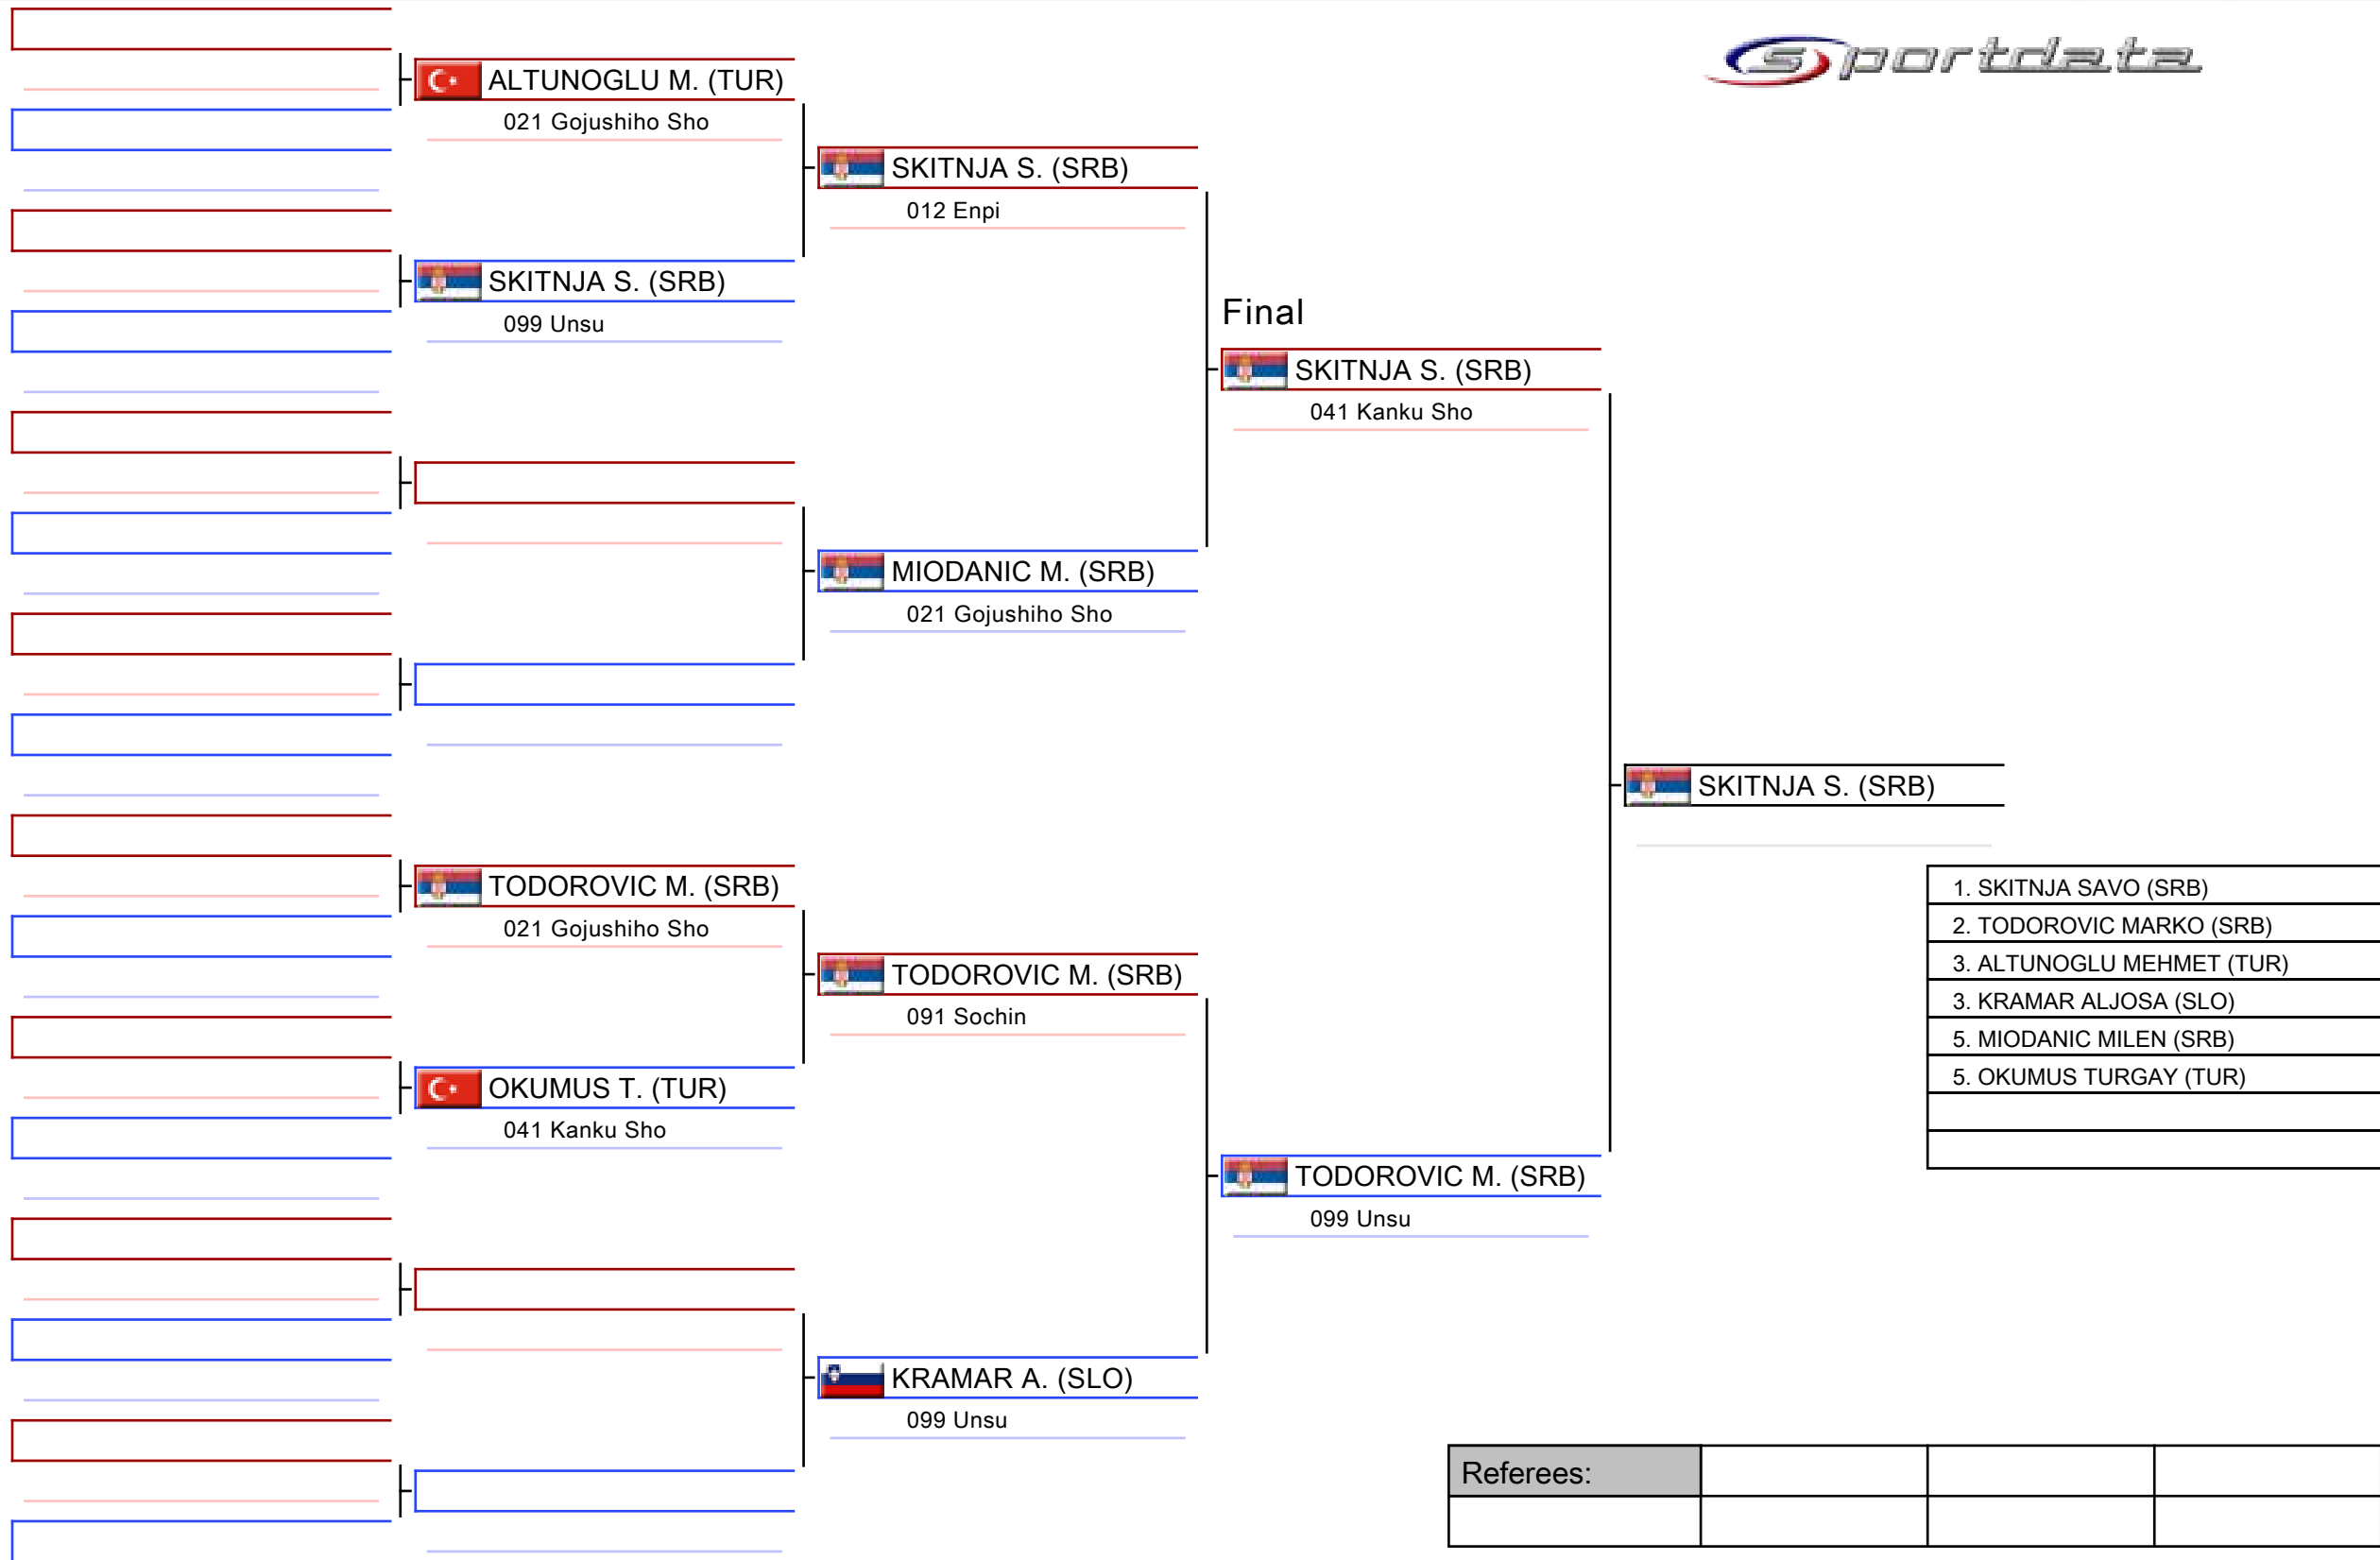 sportdata
ALTUNOGLU M. (TUR)
021 Gojushiho Sho
SKITNJA S. (SRB)
012 Enpi
SKITNJA S. (SRB)
099 Unsu
Final
SKITNJA S. (SRB)
041 Kanku Sho
MIODANIC M. (SRB)
021 Gojushiho Sho
SKITNJA S. (SRB)
TODOROVIC M. (SRB)
021 Gojushiho Sho
TODOROVIC M. (SRB)
091 Sochin
OKUMUS T. (TUR)
041 Kanku Sho
TODOROVIC M. (SRB)
099 Unsu
KRAMAR A. (SLO)
099 Unsu
1. SKITNJA SAVO (SRB)
2. TODOROVIC MARKO (SRB)
3. ALTUNOGLU MEHMET (TUR)
3. KRAMAR ALJOSA (SLO)
5. MIODANIC MILEN (SRB)
5. OKUMUS TURGAY (TUR)
Referees: